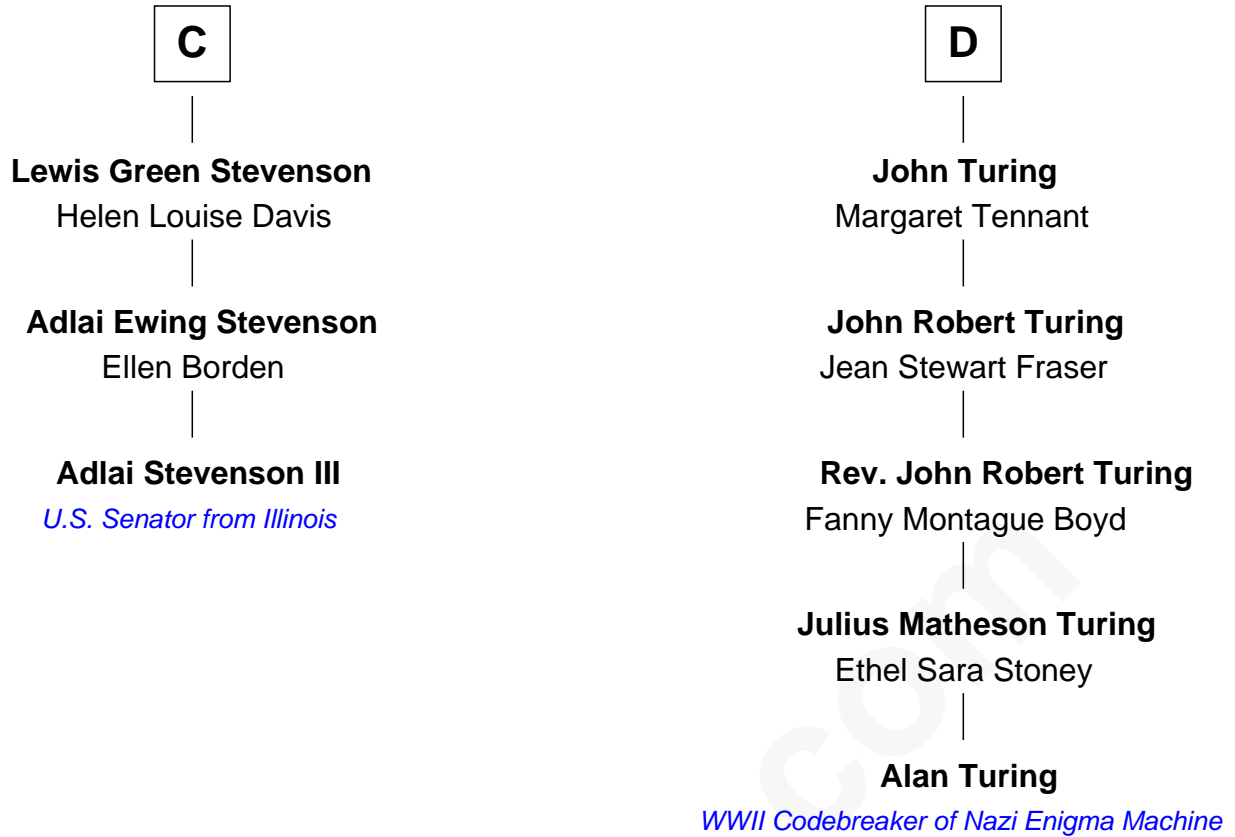 C
Lewis Green Stevenson
Helen Louise Davis
Adlai Ewing Stevenson
Ellen Borden
Adlai Stevenson III
U.S. Senator from Illinois
D
John Turing
Margaret Tennant
John Robert Turing
Jean Stewart Fraser
Rev. John Robert Turing
Fanny Montague Boyd
Julius Matheson Turing
Ethel Sara Stoney
Alan Turing
WWII Codebreaker of Nazi Enigma Machine
com